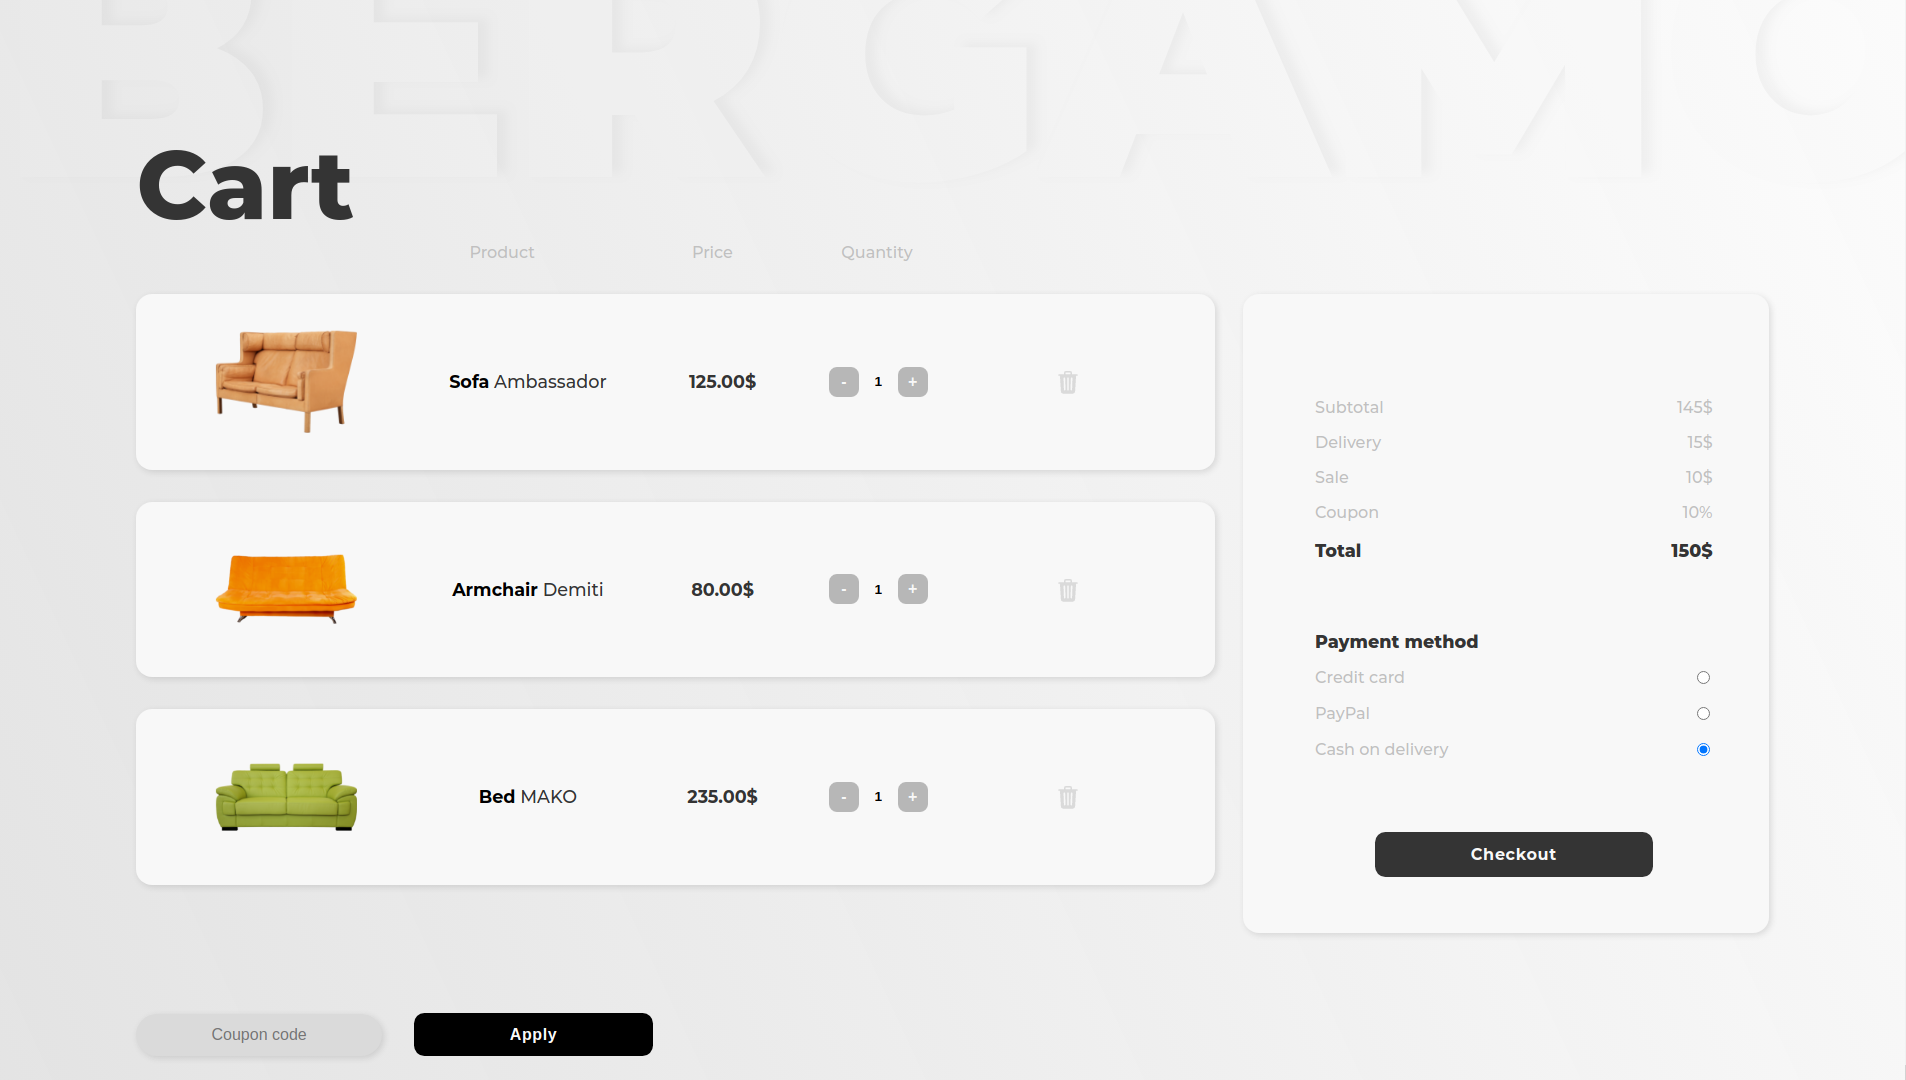 BERGAMO
Cart
Product Price Quantity
Sofa Ambassador 125.00$ - 1 +
Armchair Demiti 80.00$ - 1 +
Bed MAKO 235.00$ - 1 +
Subtotal 145$
Delivery 15$
Sale 10$
Coupon 10%
Total 150$
Payment method
Credit card
PayPal
Cash on delivery
Checkout
Coupon code
Apply